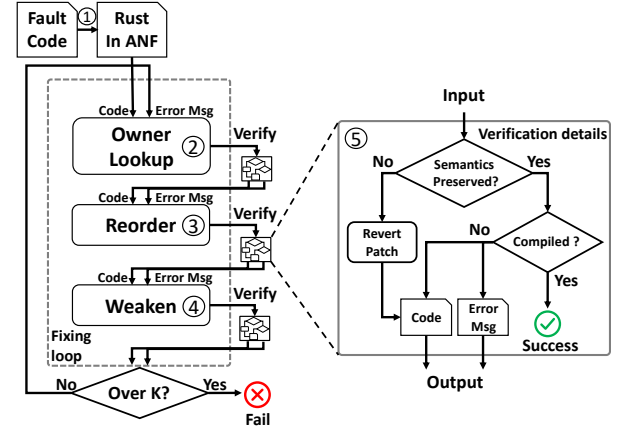 Fault
Code
①
Rust
In ANF
Code
Error Msg
Owner
Lookup
②
Verify
Code
Error Msg
Reorder ③
Verify
Code
Error Msg
Weaken ④
Verify
Fixing
loop
No
Over K?
Yes
Fail
Input
⑤
Verification details
No
Semantics
Preserved?
Yes
Revert
Patch
No
Compiled ?
Yes
Code
Error
Msg
Success
Output